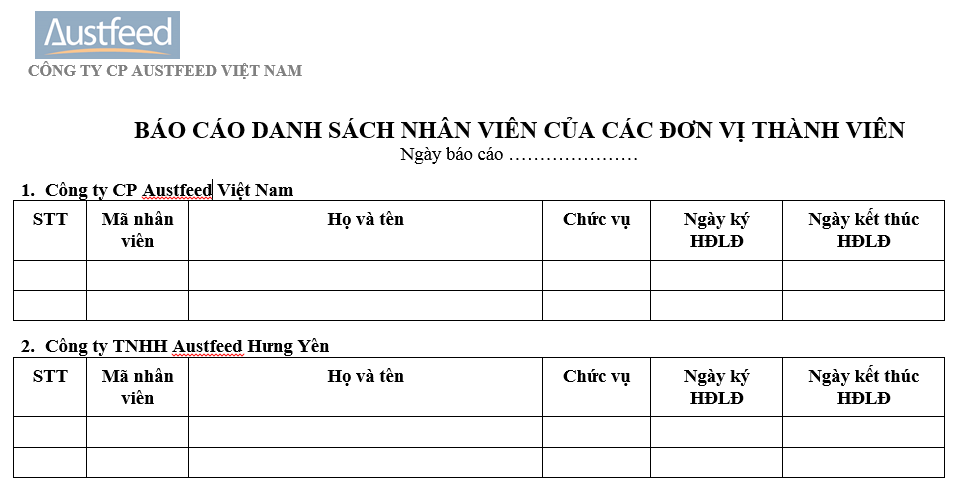 Austfeed
CÔNG TY CP AUSTFEED VIỆT NAM
BÁO CÁO DANH SÁCH NHÂN VIÊN CỦA CÁC ĐƠN VỊ THÀNH VIÊN
Ngày báo cáo …………………
1. Công ty CP Austfeed Việt Nam
STT Mã nhân Họ và tên Chức vụ Ngày ký Ngày kết thúc
viên HĐLĐ HĐLĐ
2. Công ty TNHH Austfeed Hưng Yên
STT Mã nhân Họ và tên Chức vụ Ngày ký Ngày kết thúc
viên HĐLĐ HĐLĐ